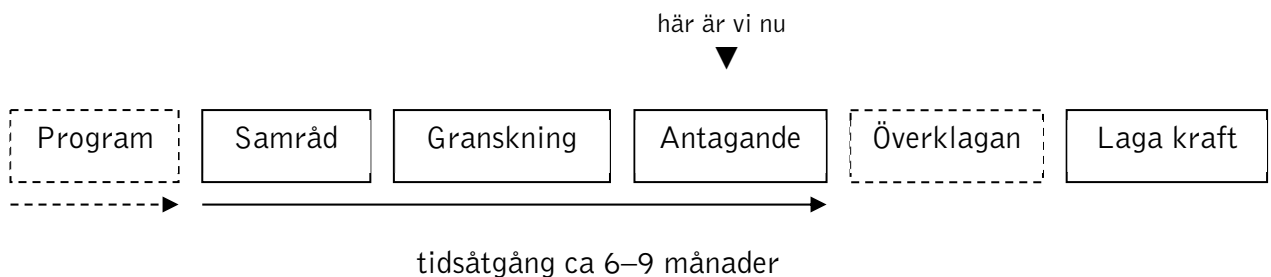 här är vi nu
Program Samråd Granskning Antagande Överklagan Laga kraft
tidsåtgång ca 6–9 månader